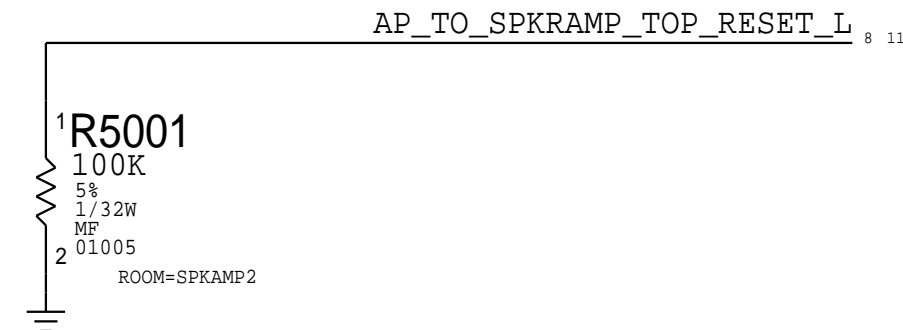 AP_TO_SPKRAMP_TOP_RESET_L 8 11
1 R5001
100K
5%
1/32W
MF
2 01005
ROOM=SPKAMP2